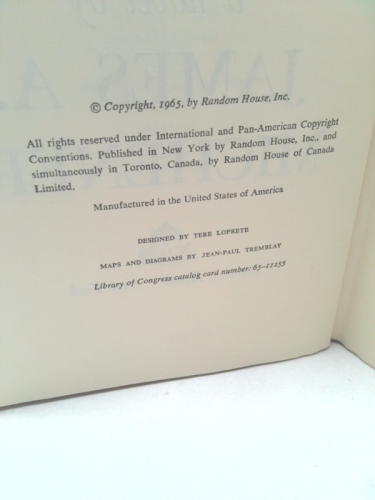 © Copyright, 1965, by Random House, Inc.
All rights reserved under International and Pan-American Copyright
Conventions. Published in New York by Random House, Inc., and
simultaneously in Toronto, Canada, by Random House of Canada
Limited.
Manufactured in the United States of America
DESIGNED BY TERE LOPRETE
MAPS AND DIAGRAMS BY JEAN-PAUL TREMBLAY
Library of Congress catalog card number: 65-11255